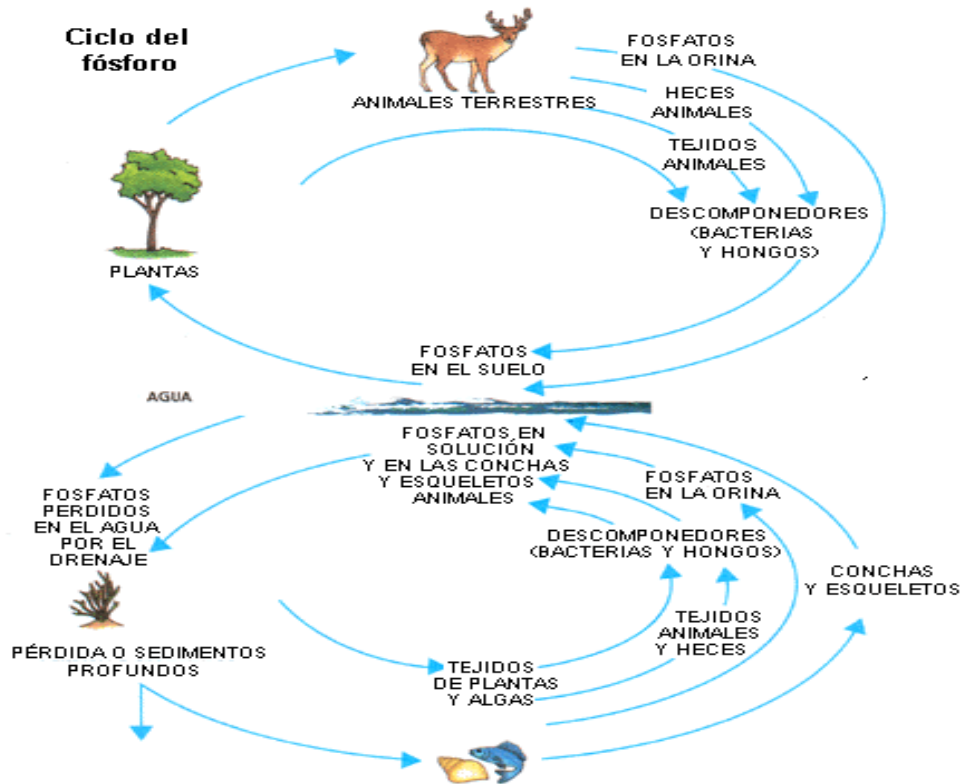 Ciclo del
fósforo
FOSFATOS
EN LA ORINA
ANIMALES TERRESTRES
HECES
ANIMALES
TEJIDOS
ANIMALES
DESCOMPONEDORES
(BACTERIAS
Y HONGOS)
PLANTAS
FOSFATOS
EN EL SUELO
AGUA
FOSFATOS EN
SOLUCIÓN
Y EN LAS CONCHAS
Y ESQUELETOS
ANIMALES
FOSFATOS
EN LA ORINA
FOSFATOS
PERDIDOS
EN EL AGUA
POR EL
DRENAJE
DESCOMPONEDORES
(BACTERIAS Y HONGOS)
CONCHAS
Y ESQUELETOS
TEJIDOS
ANIMALES
Y HECES
PÉRDIDA O SEDIMENTOS
PROFUNDOS
TEJIDOS
DE PLANTAS
Y ALGAS